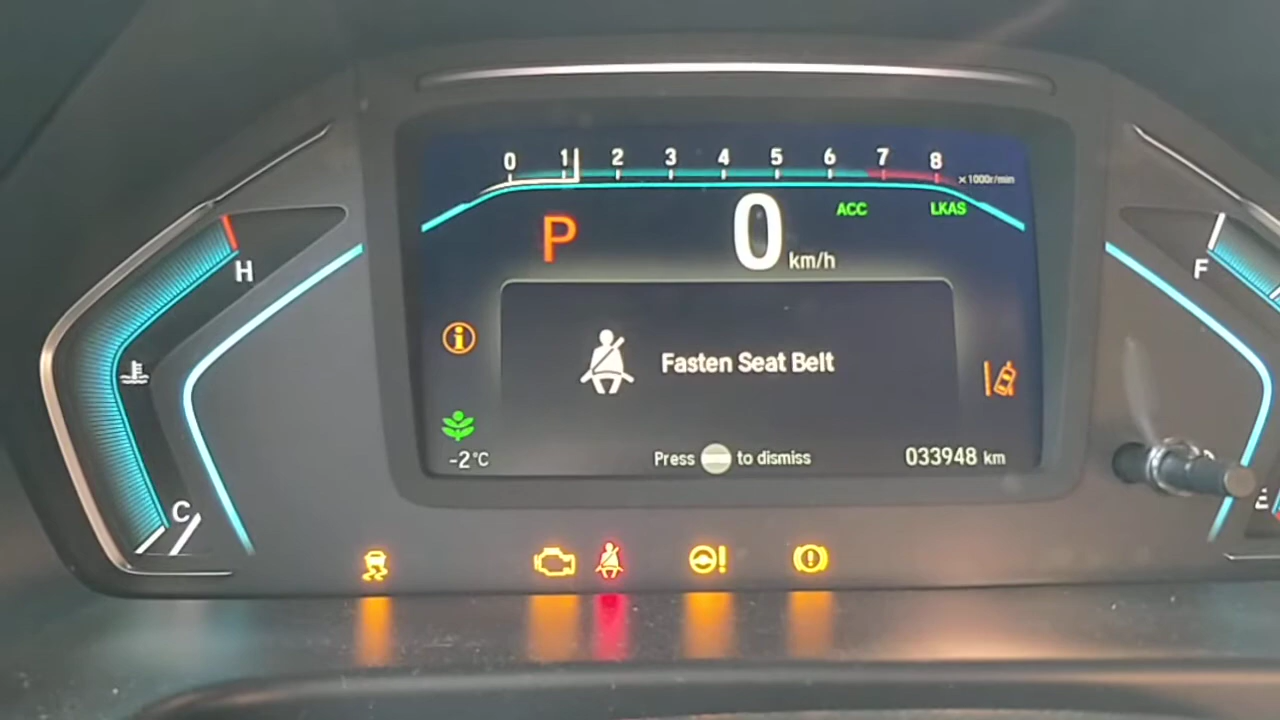 0 1 2 3 4 5 6 7 8
×1000r/min
P 0 km/h ACC LKAS
H
F
Fasten Seat Belt
-2°C
Press to dismiss
033948 km
C
E